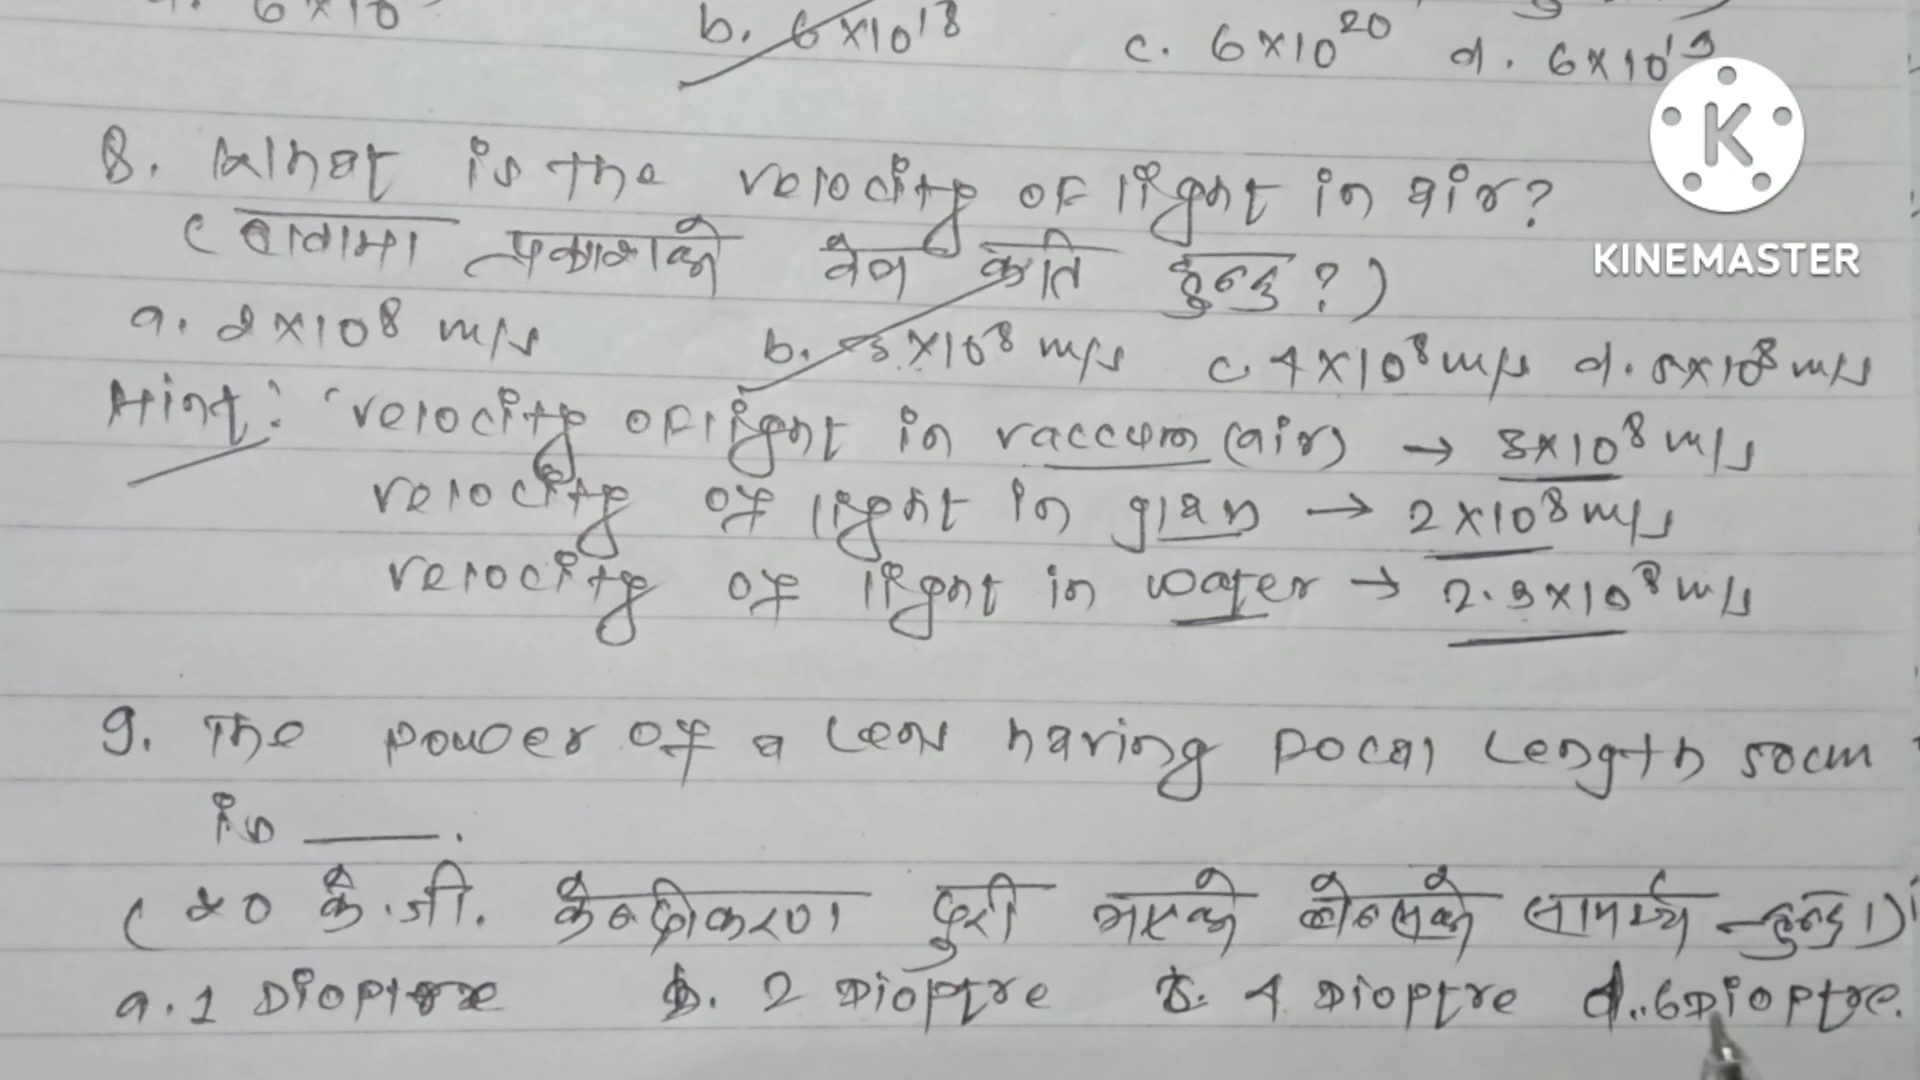 b. 6×10¹⁸ c. 6×10²⁰ d. 6×10¹⁹
8. What is the velocity of light in air?
(हावामा प्रकाशको वेग कति हुन्छ?)
a. 2×10⁸ m/s b. 3×10⁸ m/s c. 4×10⁸ m/s d. 5×10⁸ m/s
Hint: velocity of light in vaccum (air) → 3×10⁸ m/s
velocity of light in glass → 2×10⁸ m/s
velocity of light in water → 2.9×10⁸ m/s
9. The power of a lens having focal length 50cm
is ____.
(५० से.मी. केन्द्रीकरण दुरी भएको लेन्सको सामर्थ्य - हुन्छ।)
a. 1 Dioptre b. 2 Dioptre c. 4 Dioptre d. 6 Dioptre.
K
KINEMASTER